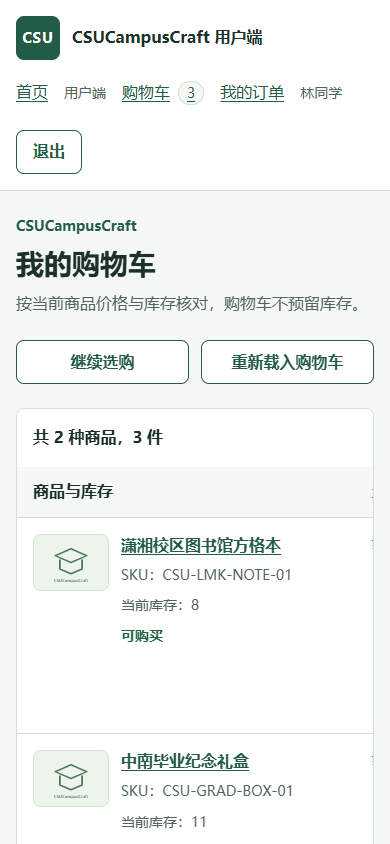 CSU CSUCampusCraft 用户端
首页 用户端 购物车 3 我的订单 林同学
退出
CSUCampusCraft
我的购物车
按当前商品价格与库存核对，购物车不预留库存。
继续选购 重新载入购物车
共 2 种商品，3 件
商品与库存
潇湘校区图书馆方格本
CSUCampusCraft
SKU：CSU-LMK-NOTE-01
当前库存：8
可购买
中南毕业纪念礼盒
CSUCampusCraft
SKU：CSU-GRAD-BOX-01
当前库存：11